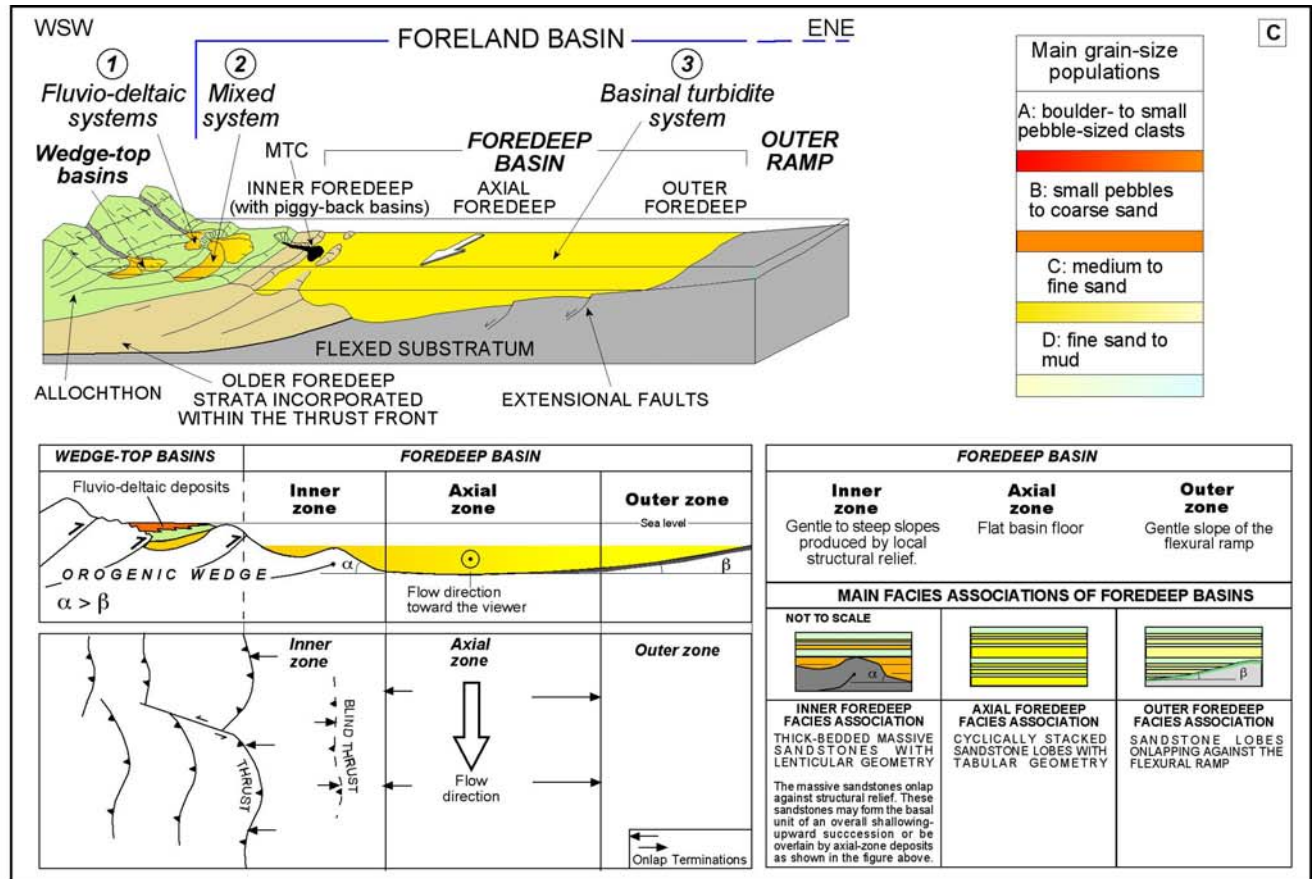 WSW
FORELAND BASIN
ENE
C
1
Fluvio-deltaic
systems
2
Mixed
system
3
Basinal turbidite
system
Wedge-top
basins
MTC
FOREDEEP
BASIN
OUTER
RAMP
INNER FOREDEEP
(with piggy-back basins)
AXIAL
FOREDEEP
OUTER
FOREDEEP
FLEXED SUBSTRATUM
ALLOCHTHON
OLDER FOREDEEP
STRATA INCORPORATED
WITHIN THE THRUST FRONT
EXTENSIONAL FAULTS
Main grain-size
populations
A: boulder- to small
pebble-sized clasts
B: small pebbles
to coarse sand
C: medium to
fine sand
D: fine sand to
mud
WEDGE-TOP BASINS
FOREDEEP BASIN
Fluvio-deltaic deposits
Inner
zone
Axial
zone
Outer zone
Sea level
OROGENIC WEDGE
α
β
α > β
Flow direction
toward the viewer
Inner
zone
Axial
zone
Outer zone
BLIND THRUST
THRUST
Flow
direction
Onlap Terminations
FOREDEEP BASIN
Inner
zone
Gentle to steep slopes
produced by local
structural relief.
Axial
zone
Flat basin floor
Outer
zone
Gentle slope of the
flexural ramp
MAIN FACIES ASSOCIATIONS OF FOREDEEP BASINS
NOT TO SCALE
α
β
INNER FOREDEEP
FACIES ASSOCIATION
THICK-BEDDED MASSIVE
SANDSTONES WITH
LENTICULAR GEOMETRY
The massive sandstones onlap
against structural relief. These
sandstones may form the basal
unit of an overall shallowing-
upward succcession or be
overlain by axial-zone deposits
as shown in the figure above.
AXIAL FOREDEEP
FACIES ASSOCIATION
CYCLICALLY STACKED
SANDSTONE LOBES WITH
TABULAR GEOMETRY
OUTER FOREDEEP
FACIES ASSOCIATION
SANDSTONE LOBES
ONLAPPING AGAINST THE
FLEXURAL RAMP